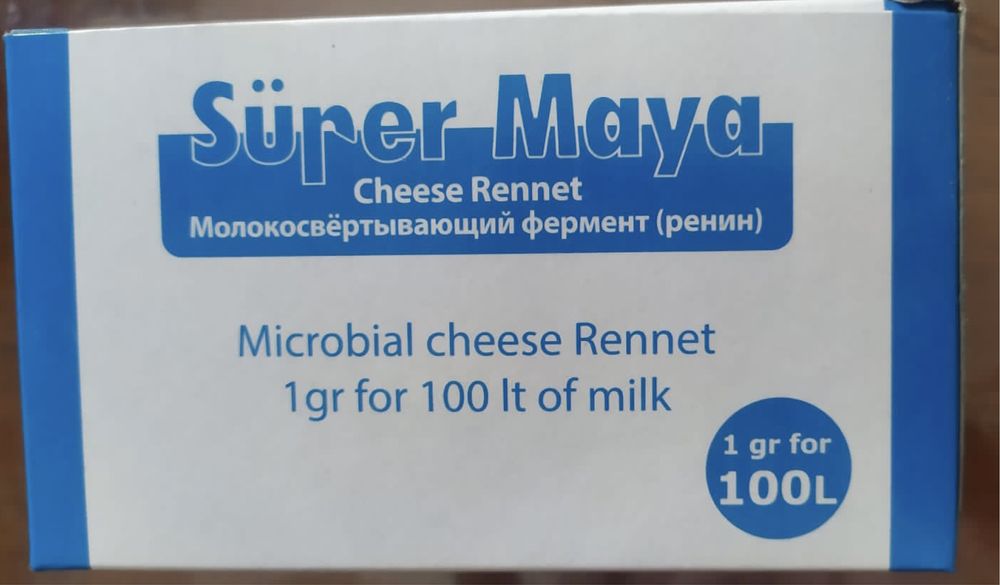 Süper Maya
Cheese Rennet
Молокосвёртывающий фермент (ренин)
Microbial cheese Rennet
1gr for 100 lt of milk
1 gr for
100L